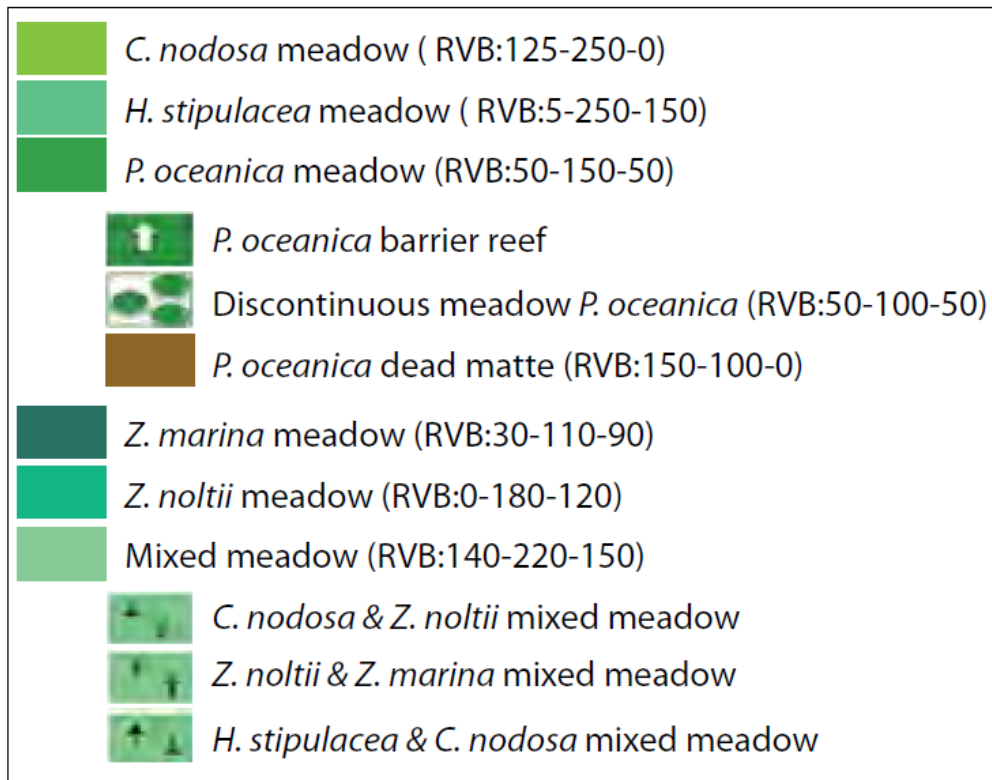 C. nodosa meadow ( RVB:125-250-0)
H. stipulacea meadow ( RVB:5-250-150)
P. oceanica meadow (RVB:50-150-50)
P. oceanica barrier reef
Discontinuous meadow P. oceanica (RVB:50-100-50)
P. oceanica dead matte (RVB:150-100-0)
Z. marina meadow (RVB:30-110-90)
Z. noltii meadow (RVB:0-180-120)
Mixed meadow (RVB:140-220-150)
C. nodosa & Z. noltii mixed meadow
Z. noltii & Z. marina mixed meadow
H. stipulacea & C. nodosa mixed meadow